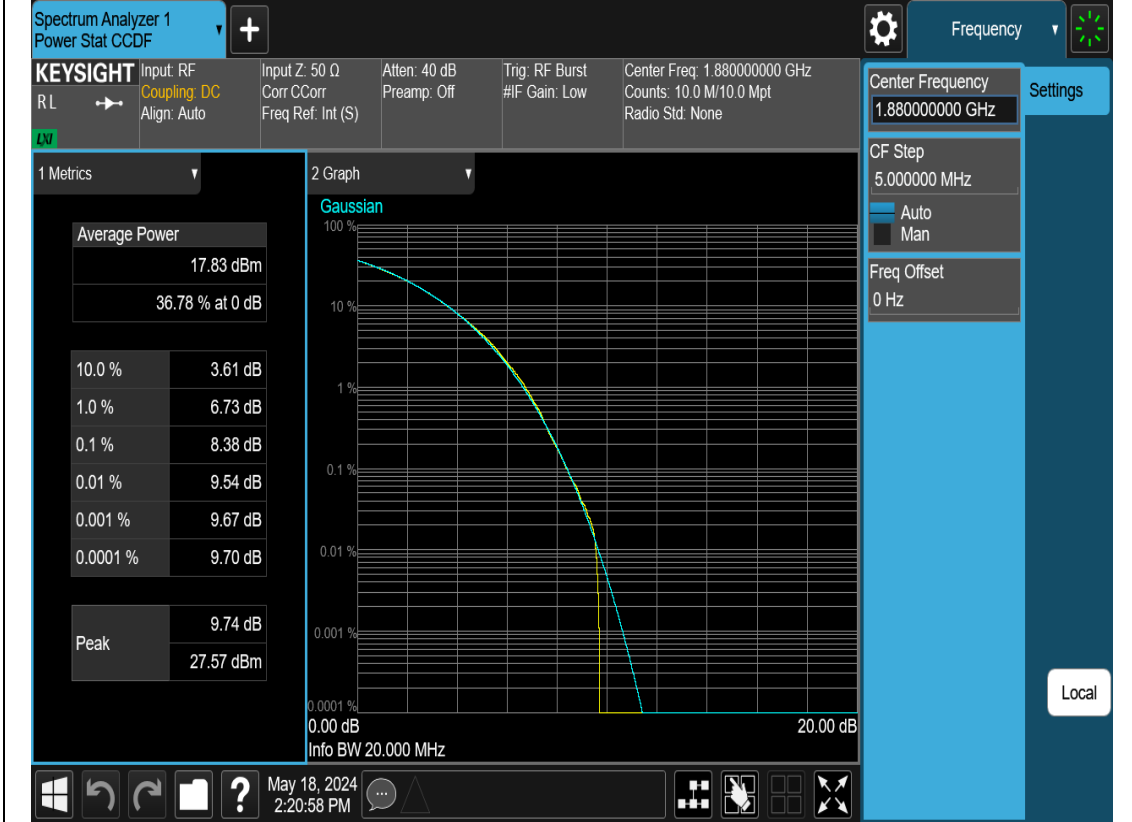 Spectrum Analyzer 1
Power Stat CCDF
+
Frequency
KEYSIGHT
RL
LXI
Input: RF
Coupling: DC
Align: Auto
Input Z: 50 Ω
Corr CCorr
Freq Ref: Int (S)
Atten: 40 dB
Preamp: Off
Trig: RF Burst
#IF Gain: Low
Center Freq: 1.880000000 GHz
Counts: 10.0 M/10.0 Mpt
Radio Std: None
Center Frequency
1.880000000 GHz
Settings
CF Step
5.000000 MHz
Auto
Man
Freq Offset
0 Hz
Local
1 Metrics
Average Power
17.83 dBm
36.78 % at 0 dB
10.0 % 3.61 dB
1.0 % 6.73 dB
0.1 % 8.38 dB
0.01 % 9.54 dB
0.001 % 9.67 dB
0.0001 % 9.70 dB
Peak
9.74 dB
27.57 dBm
2 Graph
Gaussian
100 %
10 %
1 %
0.1 %
0.01 %
0.001 %
0.0001 %
0.00 dB 20.00 dB
Info BW 20.000 MHz
?
May 18, 2024
2:20:58 PM